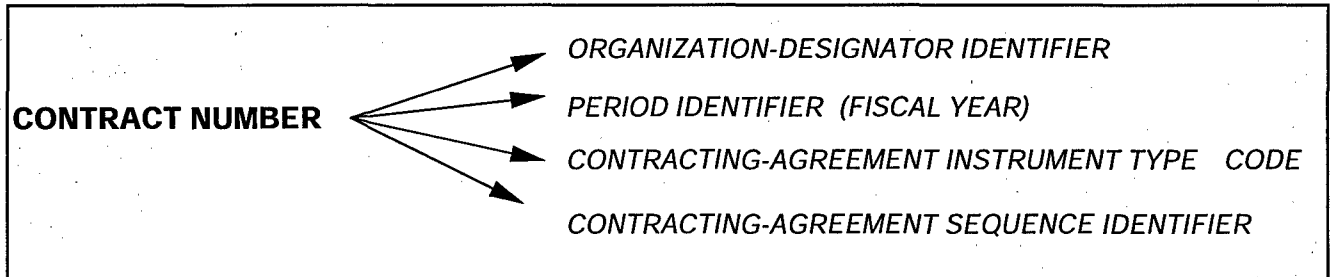 ORGANIZATION-DESIGNATOR IDENTIFIER
PERIOD IDENTIFIER (FISCAL YEAR)
CONTRACT NUMBER
CONTRACTING-AGREEMENT INSTRUMENT TYPE CODE
CONTRACTING-AGREEMENT SEQUENCE IDENTIFIER